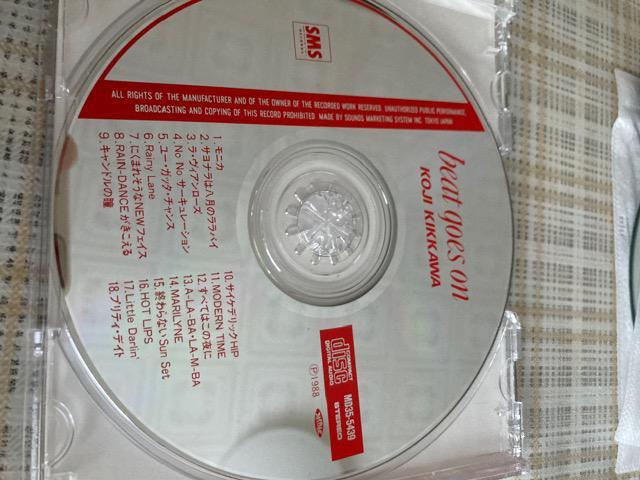 SMS
RECORDS
ALL RIGHTS OF THE MANUFACTURER AND OF THE OWNER OF THE RECORDED WORK RESERVED. UNAUTHORIZED PUBLIC PERFORMANCE,
BROADCASTING AND COPYING OF THIS RECORD PROHIBITED. MADE BY SOUNDS MARKETING SYSTEM INC. TOKYO JAPAN
beat goes on
KOJI KIKKAWA
1. モニカ
2. サヨナラは八月のララバイ
3. ラ・ヴィアンローズ
4. No No サーキュレーション
5. ユー・ガッタ・チャンス
6. Rainy Lane
7. にくまれそうなNEWフェイス
8. RAIN-DANCEがきこえる
9. キャンドルの瞳
10. サイケデリックHIP
11. MODERN TIME
12. すべてはこの夜に
13. A-LA-BA・LA-M-BA
14. MARILYNE
15. 終わらないSun Set
16. HOT LIPS
17. Little Darlin'
18. プリティ・デイト
COMPACT
disc
DIGITAL AUDIO
MD35-5439
STEREO
Ⓟ1988